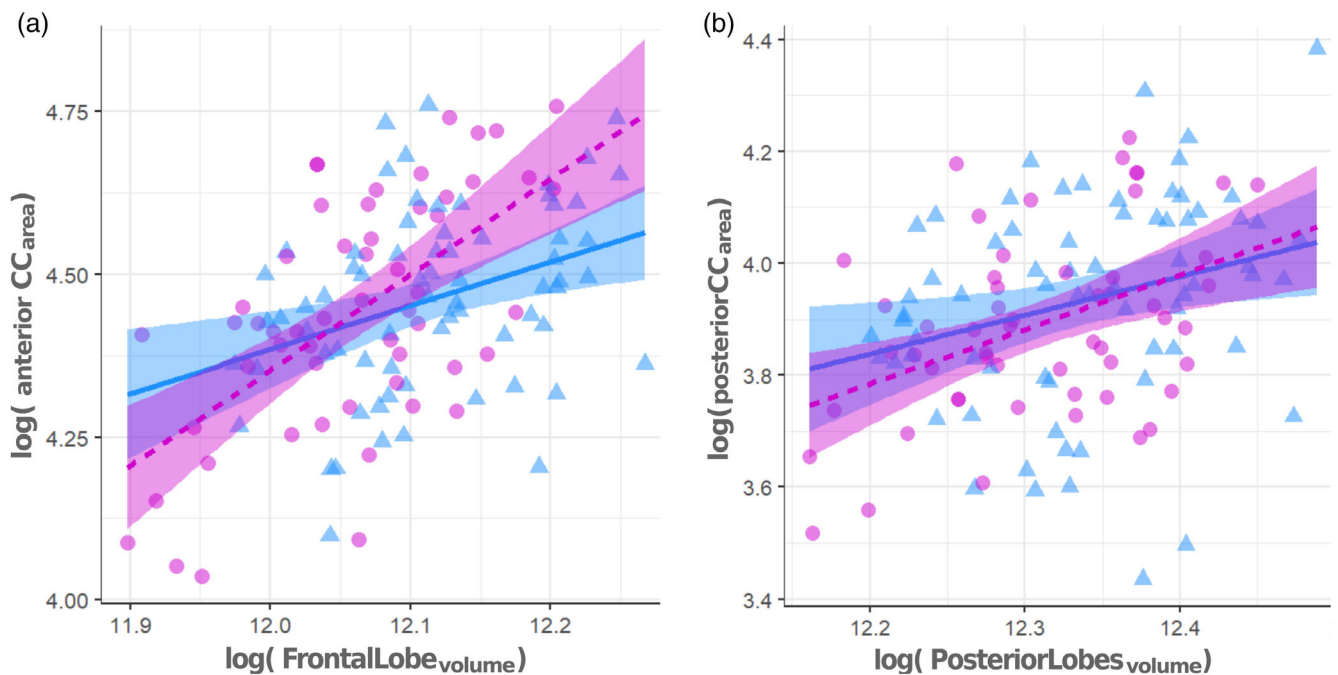 (a)
log( anterior CCarea)
4.75
4.50
4.25
4.00
11.9 12.0 12.1 12.2
log( FrontalLobevolume)
(b)
log(posteriorCCarea)
4.4
4.2
4.0
3.8
3.6
3.4
12.2 12.3 12.4
log( PosteriorLobesvolume)